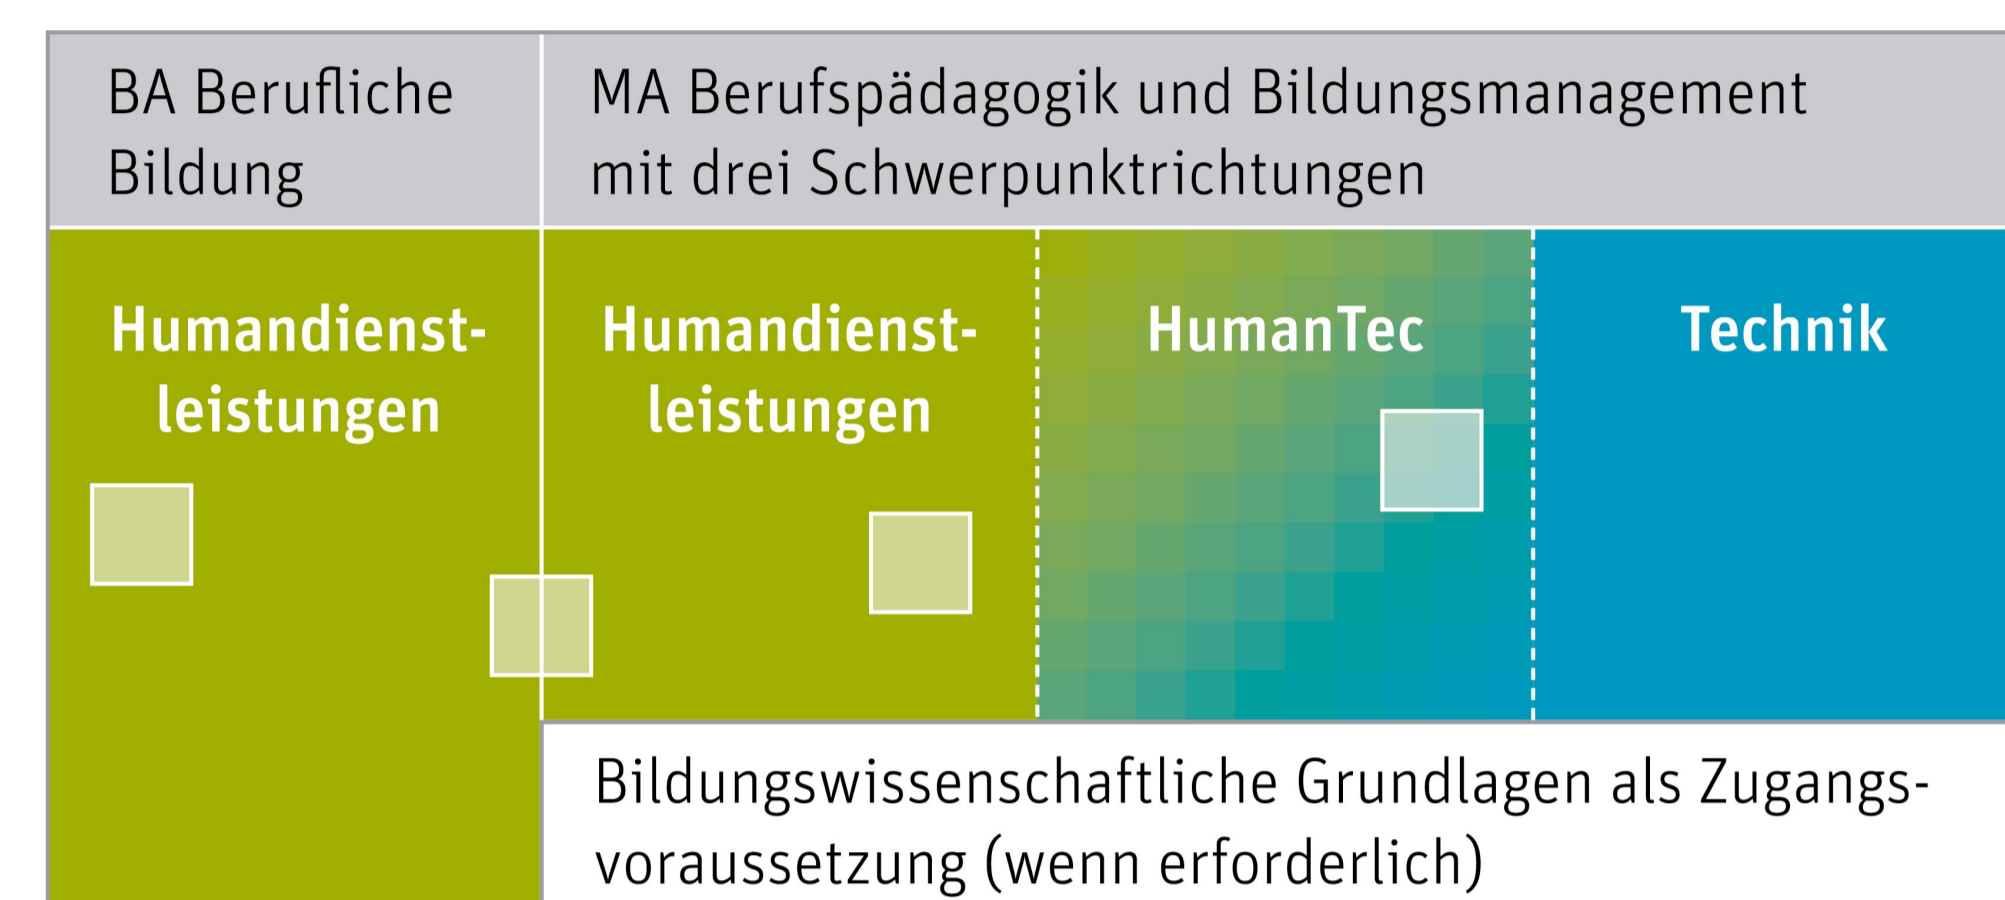 BA Berufliche
Bildung
MA Berufspädagogik und Bildungsmanagement
mit drei Schwerpunktrichtungen
Humandienst-
leistungen
Humandienst-
leistungen
HumanTec
Technik
Bildungswissenschaftliche Grundlagen als Zugangs-
voraussetzung (wenn erforderlich)